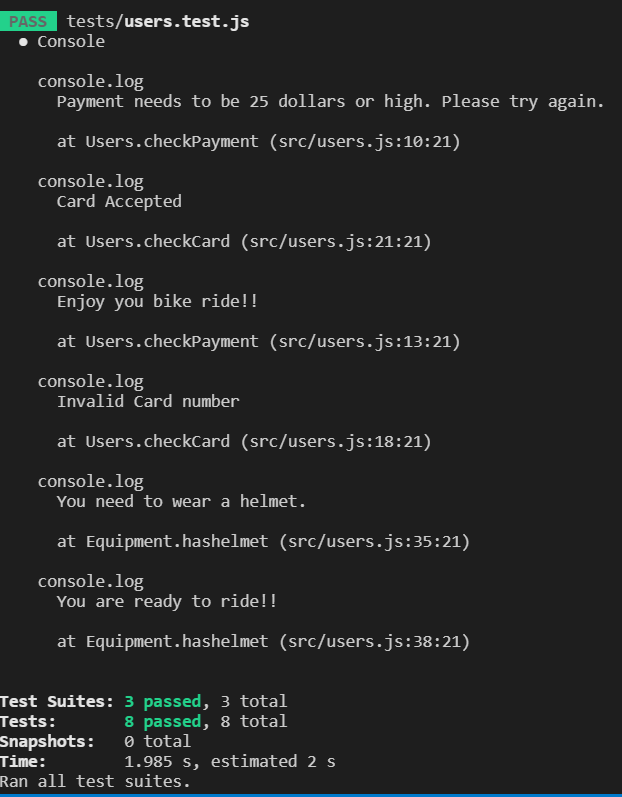 PASS tests/users.test.js
● Console
console.log
Payment needs to be 25 dollars or high. Please try again.
at Users.checkPayment (src/users.js:10:21)
console.log
Card Accepted
at Users.checkCard (src/users.js:21:21)
console.log
Enjoy you bike ride!!
at Users.checkPayment (src/users.js:13:21)
console.log
Invalid Card number
at Users.checkCard (src/users.js:18:21)
console.log
You need to wear a helmet.
at Equipment.hashelmet (src/users.js:35:21)
console.log
You are ready to ride!!
at Equipment.hashelmet (src/users.js:38:21)
Test Suites: 3 passed, 3 total
Tests: 8 passed, 8 total
Snapshots: 0 total
Time: 1.985 s, estimated 2 s
Ran all test suites.